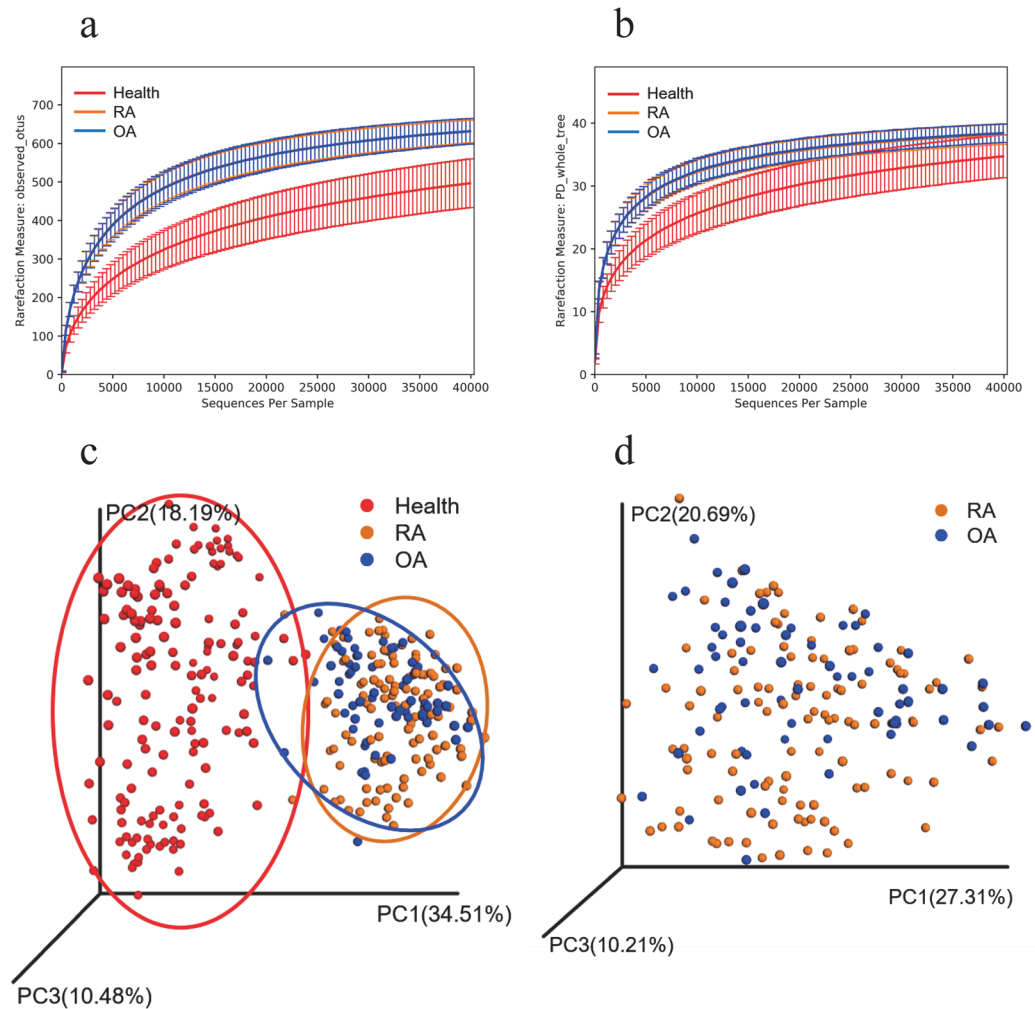 a
Health
RA
OA
Rarefaction Measure: observed_otus
700
600
500
400
300
200
100
0
0 5000 10000 15000 20000 25000 30000 35000 40000
Sequences Per Sample
b
Health
RA
OA
Rarefaction Measure: PD_whole_tree
40
30
20
10
0
0 5000 10000 15000 20000 25000 30000 35000 40000
Sequences Per Sample
c
PC2(18.19%)
Health
RA
OA
PC1(34.51%)
PC3(10.48%)
d
PC2(20.69%)
RA
OA
PC1(27.31%)
PC3(10.21%)